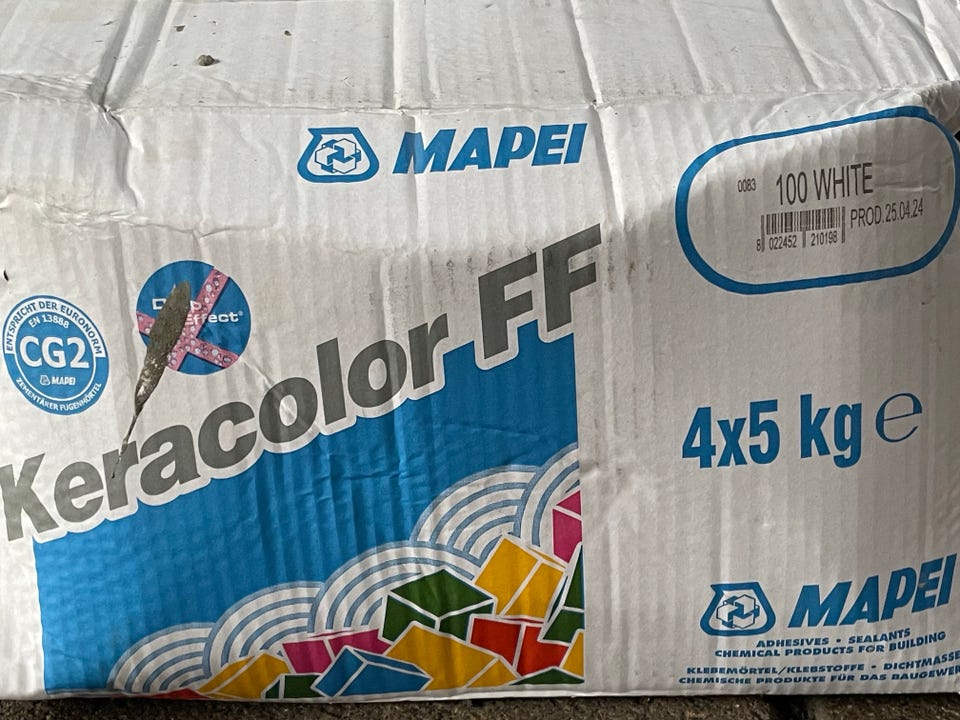 MAPEI
0083 100 WHITE
PROD.25.04.24
8 022452 210198
ENTSPRICHT DER EURONORM
EN 13888
CG2
MAPEI
ZEMENTÄRER FUGENMÖRTEL
Effect®
Keracolor FF
4x5 kg e
MAPEI
ADHESIVES • SEALANTS
CHEMICAL PRODUCTS FOR BUILDING
KLEBEMÖRTEL/KLEBSTOFFE • DICHTMASSE
CHEMISCHE PRODUKTE FÜR DAS BAUGEWER